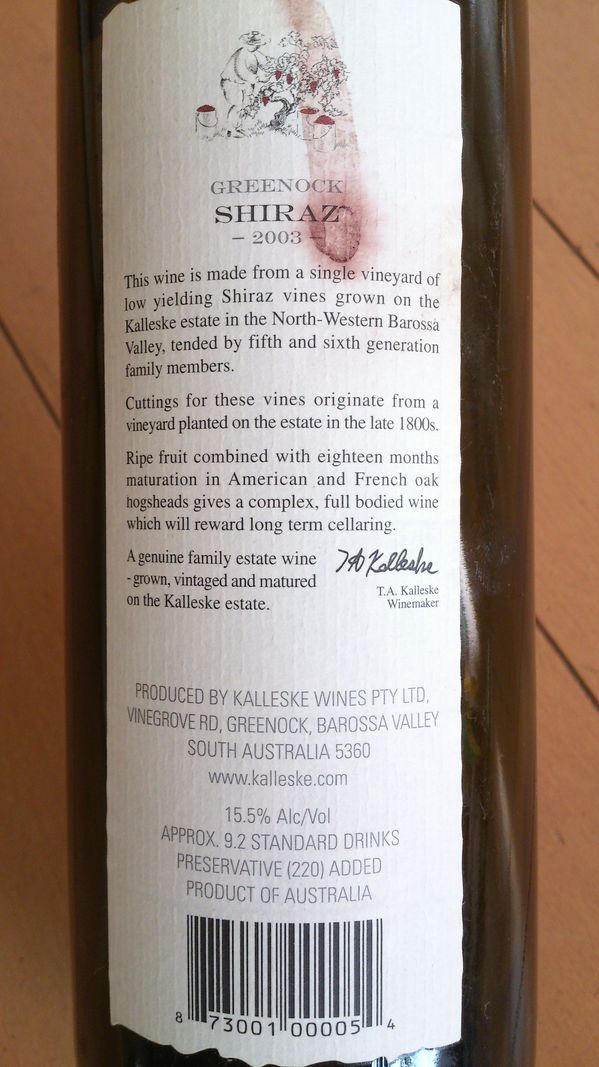 GREENOCK
SHIRAZ
– 2003 –
This wine is made from a single vineyard of
low yielding Shiraz vines grown on the
Kalleske estate in the North-Western Barossa
Valley, tended by fifth and sixth generation
family members.
Cuttings for these vines originate from a
vineyard planted on the estate in the late 1800s.
Ripe fruit combined with eighteen months
maturation in American and French oak
hogsheads gives a complex, full bodied wine
which will reward long term cellaring.
A genuine family estate wine
- grown, vintaged and matured
on the Kalleske estate.
TA Kalleske
T.A. Kalleske
Winemaker
PRODUCED BY KALLESKE WINES PTY LTD,
VINEGROVE RD, GREENOCK, BAROSSA VALLEY
SOUTH AUSTRALIA 5360
www.kalleske.com
15.5% Alc/Vol
APPROX. 9.2 STANDARD DRINKS
PRESERVATIVE (220) ADDED
PRODUCT OF AUSTRALIA
8 73001 00005 4